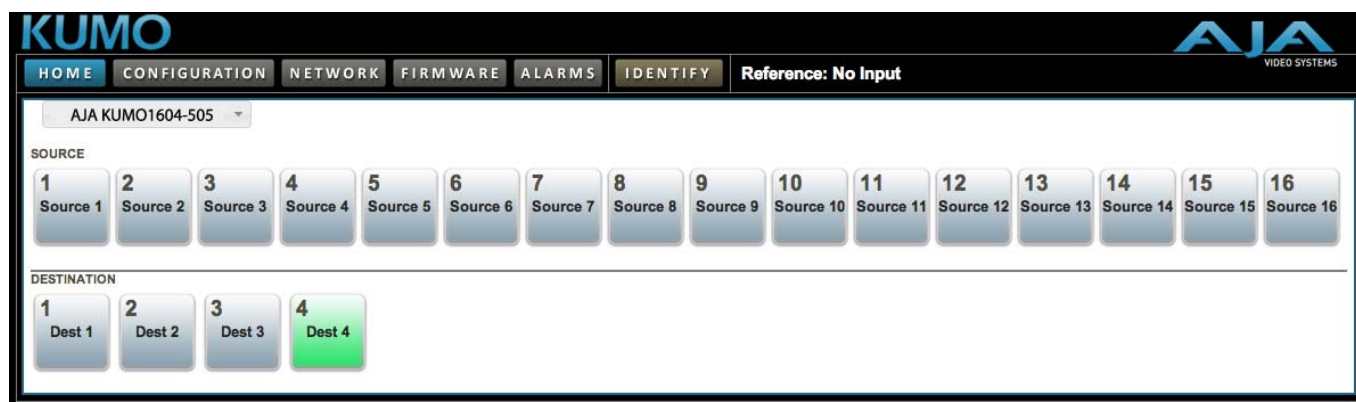 KUMO
AJA
VIDEO SYSTEMS
HOME CONFIGURATION NETWORK FIRMWARE ALARMS IDENTIFY Reference: No Input
AJA KUMO1604-505
SOURCE
1 2 3 4 5 6 7 8 9 10 11 12 13 14 15 16
Source 1 Source 2 Source 3 Source 4 Source 5 Source 6 Source 7 Source 8 Source 9 Source 10 Source 11 Source 12 Source 13 Source 14 Source 15 Source 16
DESTINATION
1 2 3 4
Dest 1 Dest 2 Dest 3 Dest 4